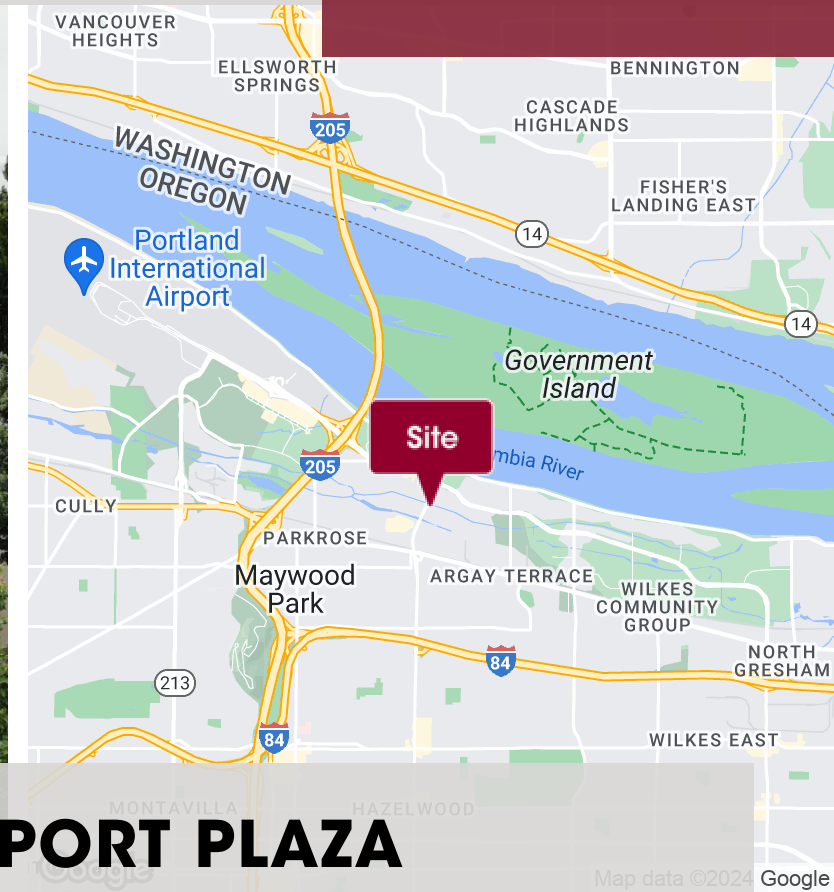 VANCOUVER
HEIGHTS
ELLSWORTH
SPRINGS
BENNINGTON
CASCADE
HIGHLANDS
205
WASHINGTON
OREGON
FISHER'S
LANDING EAST
14
Portland
International
Airport
14
Government
Island
Site
mbia River
205
CULLY
PARKROSE
Maywood
Park
ARGAY TERRACE
WILKES
COMMUNITY
GROUP
84
NORTH
GRESHAM
213
84
WILKES EAST
MONTAVILLA
HAZELWOOD
PORT PLAZA
Google
Map data ©2024 Google